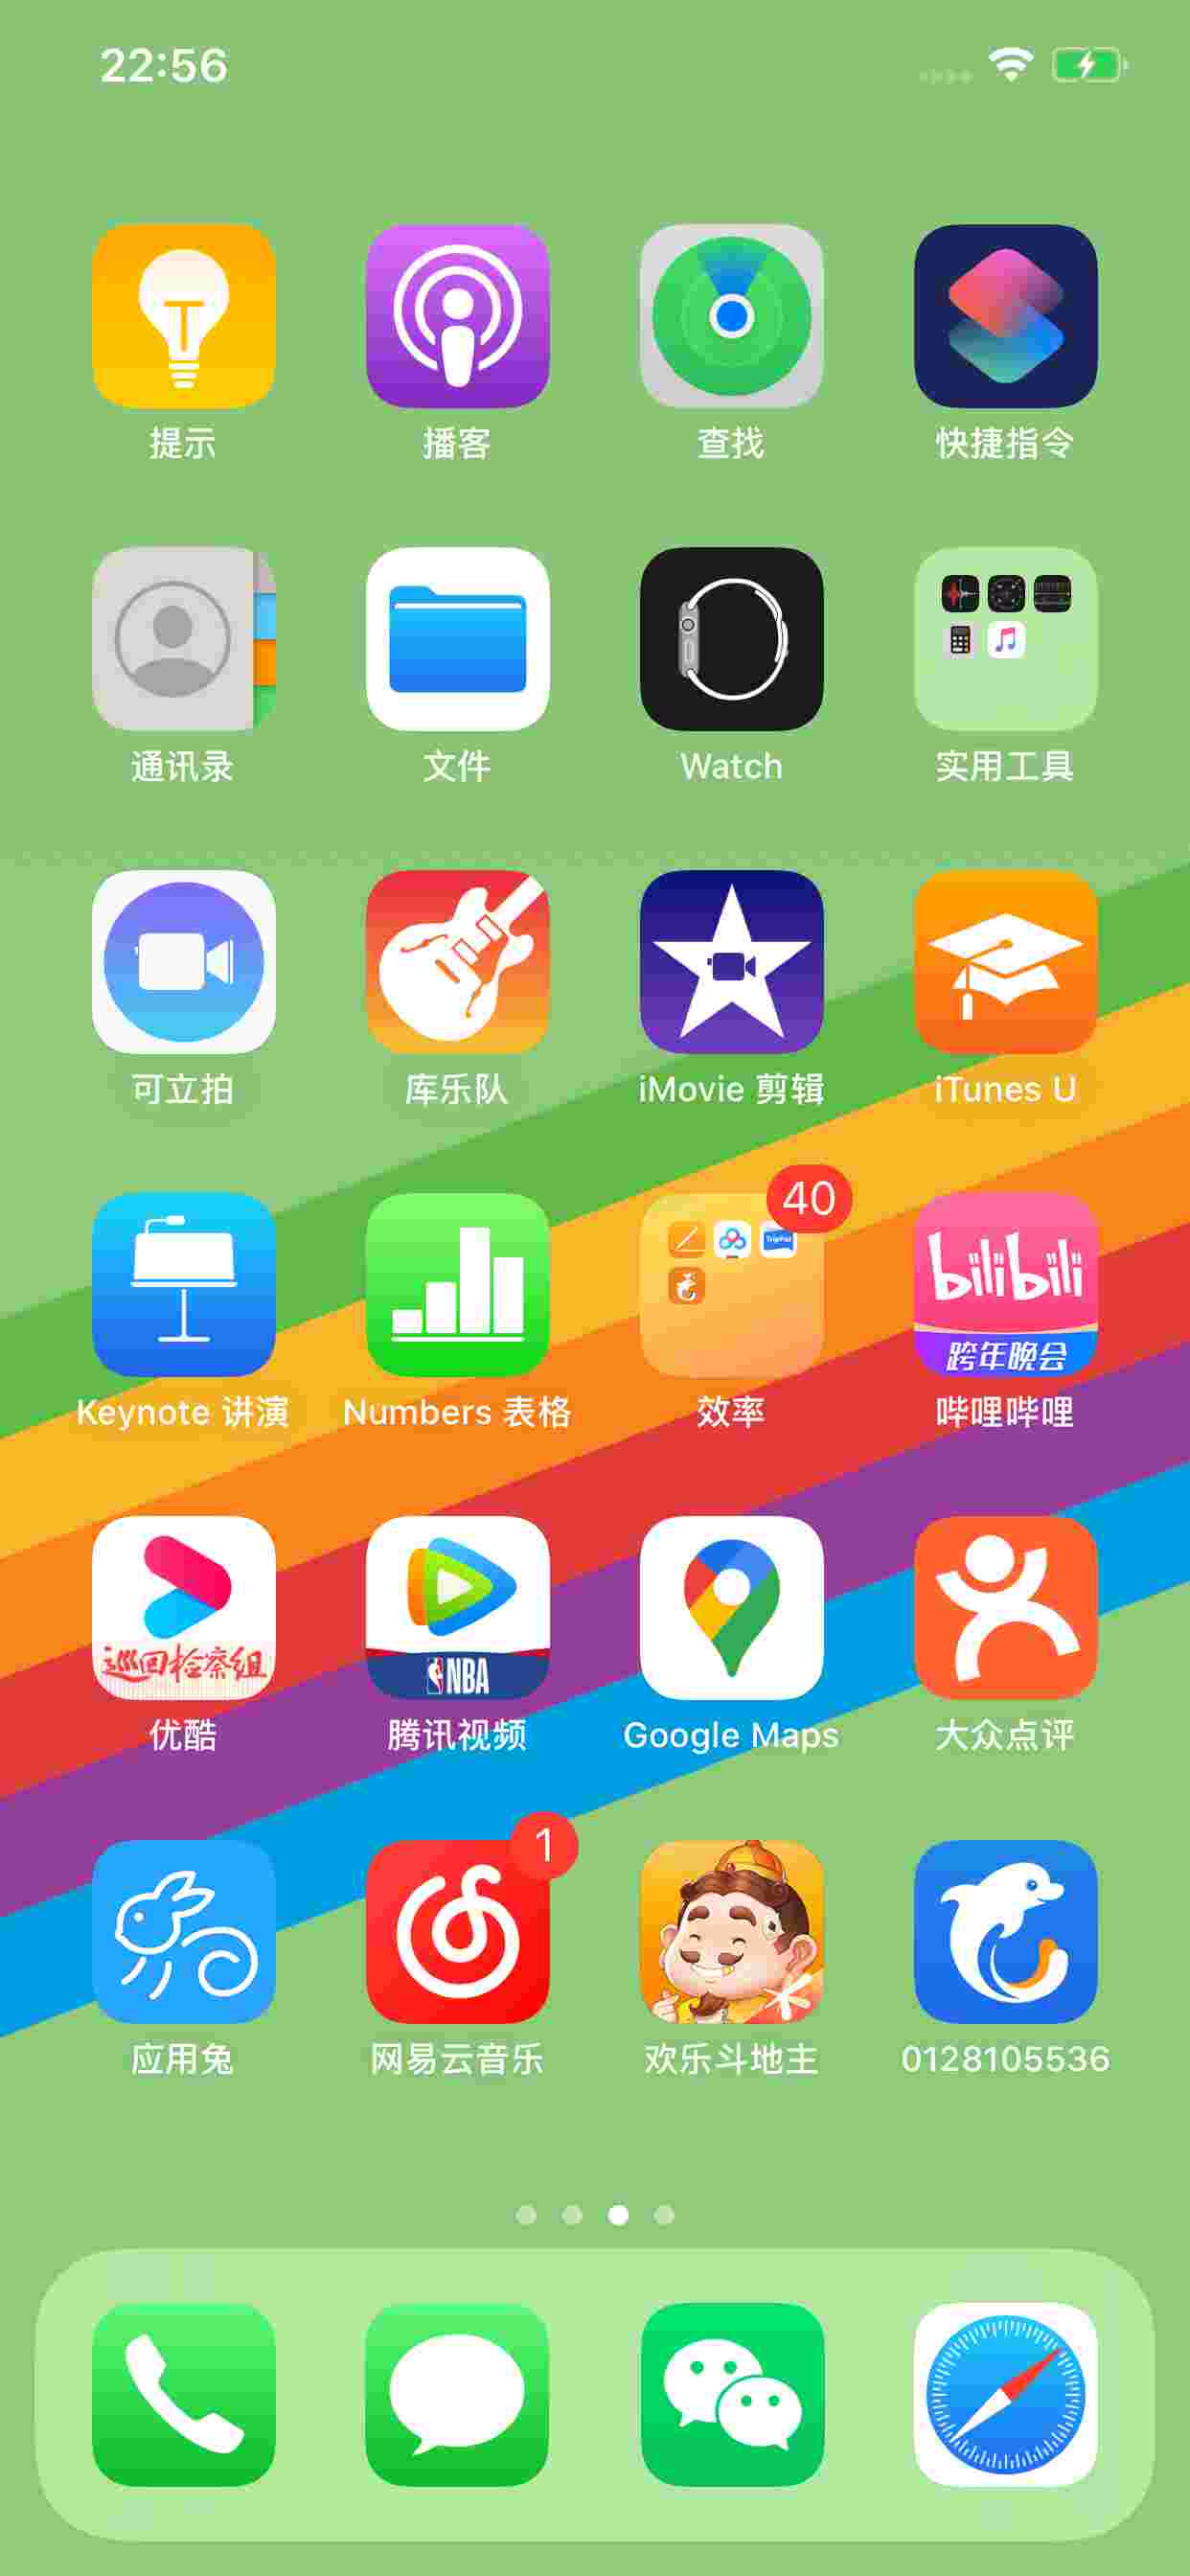 22:56
提示 播客 查找 快捷指令
通讯录 文件 Watch 实用工具
可立拍 库乐队 iMovie 剪辑 iTunes U
40
bilibili
跨年晚会
Keynote 讲演 Numbers 表格 效率 哔哩哔哩
巡回检察组 NBA
优酷 腾讯视频 Google Maps 大众点评
1
应用兔 网易云音乐 欢乐斗地主 0128105536